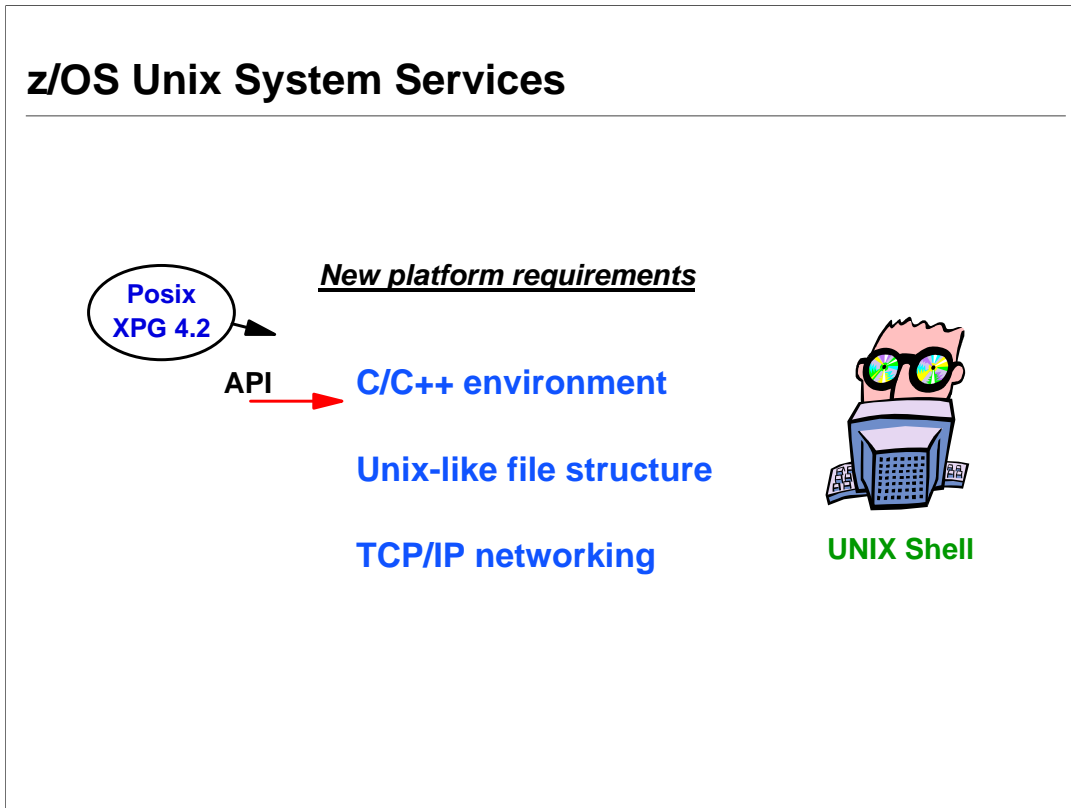 z/OS Unix System Services
New platform requirements
Posix
XPG 4.2
API
C/C++ environment
Unix-like file structure
TCP/IP networking
UNIX Shell